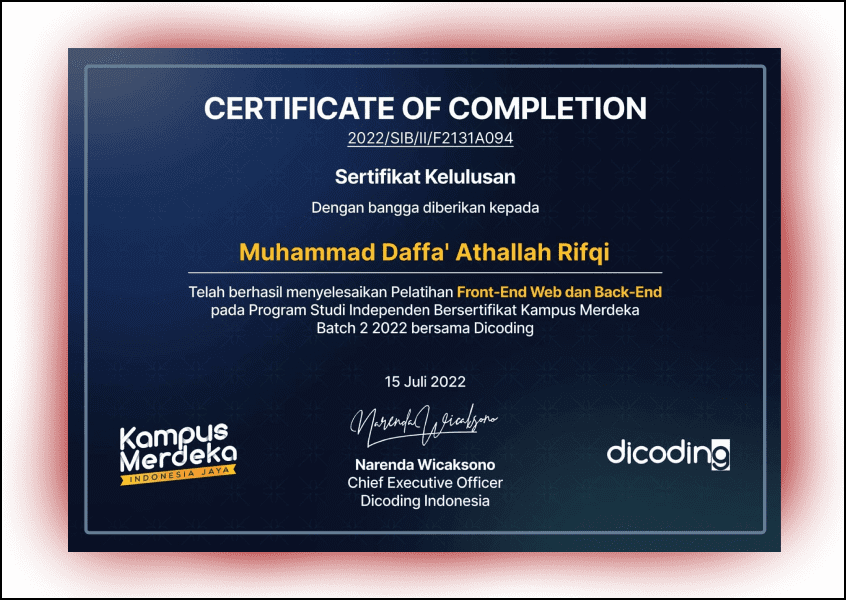 CERTIFICATE OF COMPLETION
2022/SIB/II/F2131A094
Sertifikat Kelulusan
Dengan bangga diberikan kepada
Muhammad Daffa' Athallah Rifqi
Telah berhasil menyelesaikan Pelatihan Front-End Web dan Back-End
pada Program Studi Independen Bersertifikat Kampus Merdeka
Batch 2 2022 bersama Dicoding
15 Juli 2022
Narenda Wicaksono
Narenda Wicaksono
Chief Executive Officer
Dicoding Indonesia
Kampus
Merdeka
INDONESIA JAYA
dicoding